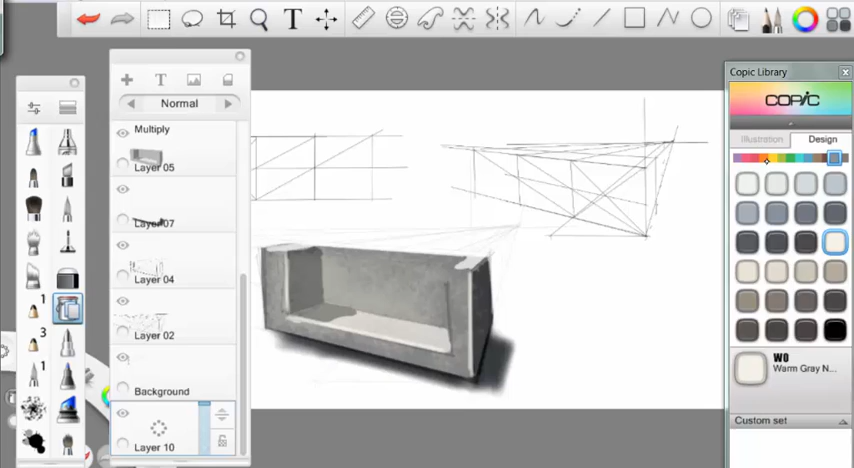 T
Copic Library
COPIC
Illustration
Design
T
Normal
Multiply
Layer 05
Layer 07
Layer 04
Layer 02
Background
Layer 10
1
3
1
W0
Warm Gray N...
Custom set